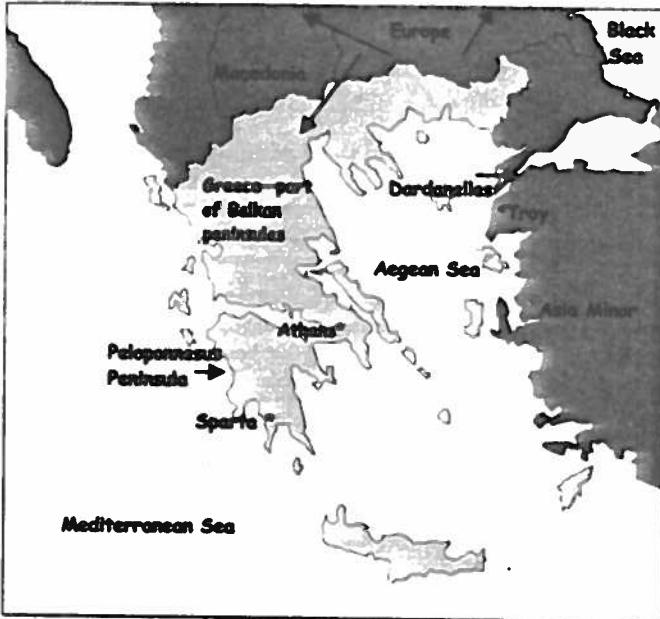 Black
Sea
Europe
Macedonia
Greece part
of Balkan
peninsulas
Dardanelles
*Troy
Aegean Sea
Asia Minor
Athens*
Peloponnesus
Peninsula
Sparta *
Mediterranean Sea